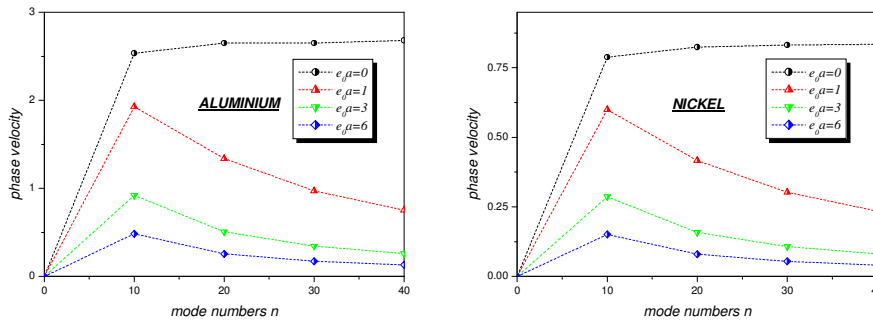 3
2
1
0
0
10
20
30
40
phase velocity
mode numbers n
ALUMINIUM
e₀a=0
e₀a=1
e₀a=3
e₀a=6
0.75
0.50
0.25
0.00
0
10
20
30
40
phase velocity
mode numbers n
NICKEL
e₀a=0
e₀a=1
e₀a=3
e₀a=6